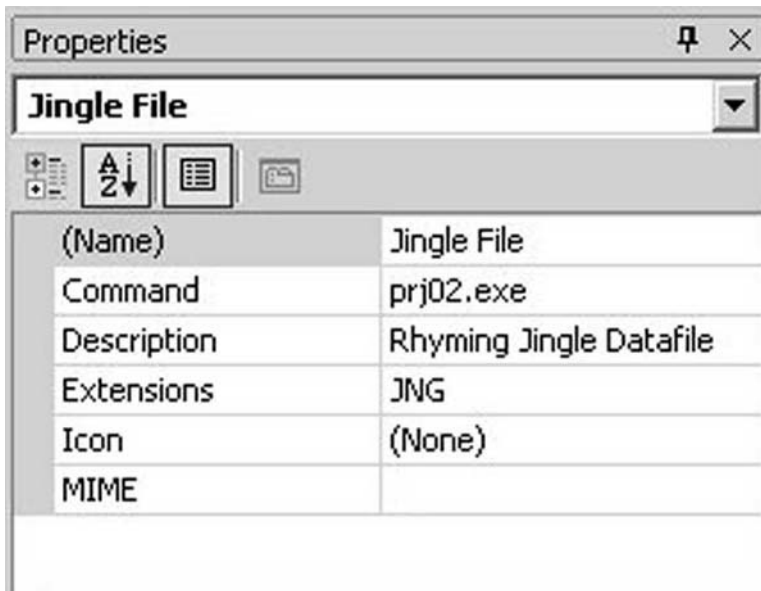 Properties
Jingle File
(Name) Jingle File
Command prj02.exe
Description Rhyming Jingle Datafile
Extensions JNG
Icon (None)
MIME